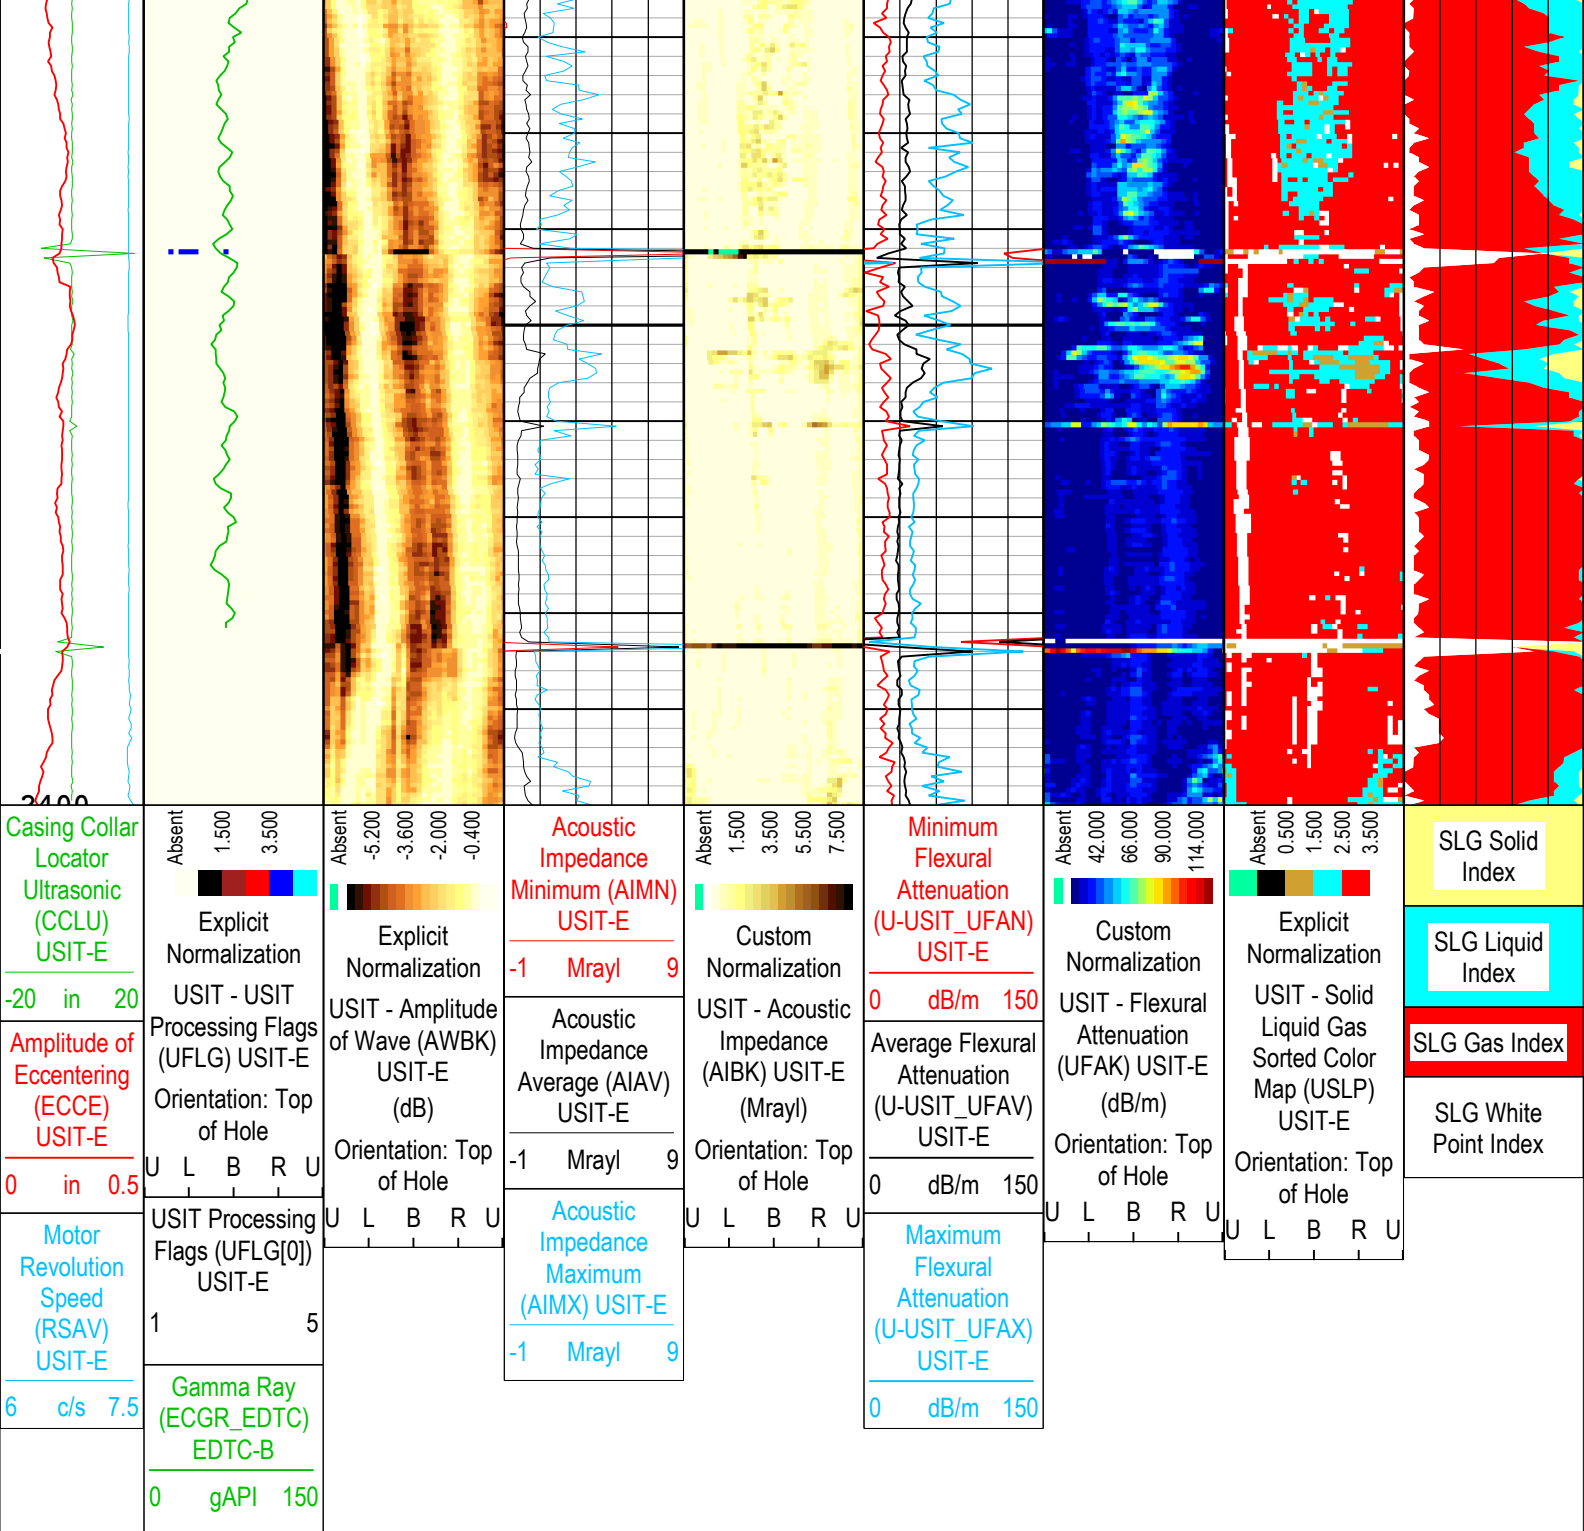 2400
Casing Collar
Locator
Ultrasonic
(CCLU)
USIT-E
-20 in 20
Amplitude of
Eccentering
(ECCE)
USIT-E
0 in 0.5
Motor
Revolution
Speed
(RSAV)
USIT-E
6 c/s 7.5
Absent 1.500 3.500
Explicit
Normalization
USIT - USIT
Processing Flags
(UFLG) USIT-E
Orientation: Top
of Hole
U L B R U
USIT Processing
Flags (UFLG[0])
USIT-E
1 5
Gamma Ray
(ECGR_EDTC)
EDTC-B
0 gAPI 150
Absent -5.200 -3.600 -2.000 -0.400
Explicit
Normalization
USIT - Amplitude
of Wave (AWBK)
USIT-E
(dB)
Orientation: Top
of Hole
U L B R U
Acoustic
Impedance
Minimum (AIMN)
USIT-E
-1 Mrayl 9
Acoustic
Impedance
Average (AIAV)
USIT-E
-1 Mrayl 9
Acoustic
Impedance
Maximum
(AIMX) USIT-E
-1 Mrayl 9
Absent 1.500 3.500 5.500 7.500
Custom
Normalization
USIT - Acoustic
Impedance
(AIBK) USIT-E
(Mrayl)
Orientation: Top
of Hole
U L B R U
Minimum
Flexural
Attenuation
(U-USIT_UFAN)
USIT-E
0 dB/m 150
Average Flexural
Attenuation
(U-USIT_UFAV)
USIT-E
0 dB/m 150
Maximum
Flexural
Attenuation
(U-USIT_UFAX)
USIT-E
0 dB/m 150
Absent 42.000 66.000 90.000 114.000
Custom
Normalization
USIT - Flexural
Attenuation
(UFAK) USIT-E
(dB/m)
Orientation: Top
of Hole
U L B R U
Absent 0.500 1.500 2.500 3.500
Explicit
Normalization
USIT - Solid
Liquid Gas
Sorted Color
Map (USLP)
USIT-E
Orientation: Top
of Hole
U L B R U
SLG Solid
Index
SLG Liquid
Index
SLG Gas Index
SLG White
Point Index